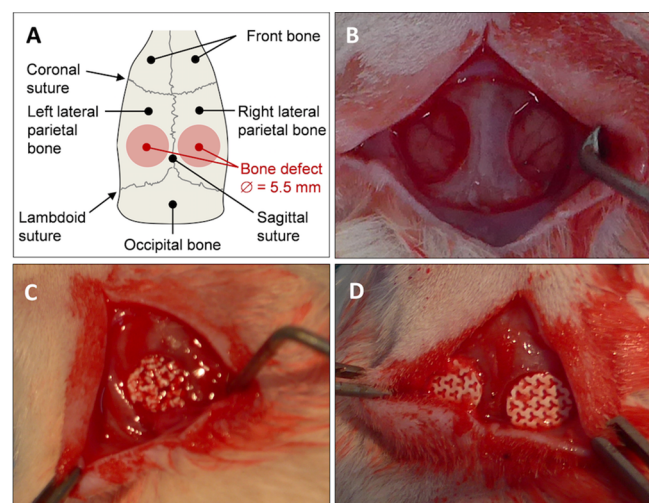 A
Front bone
Coronal
suture
Left lateral
parietal
bone
Right lateral
parietal bone
Bone defect
∅ = 5.5 mm
Lambdoid
suture
Sagittal
suture
Occipital bone
B
C
D